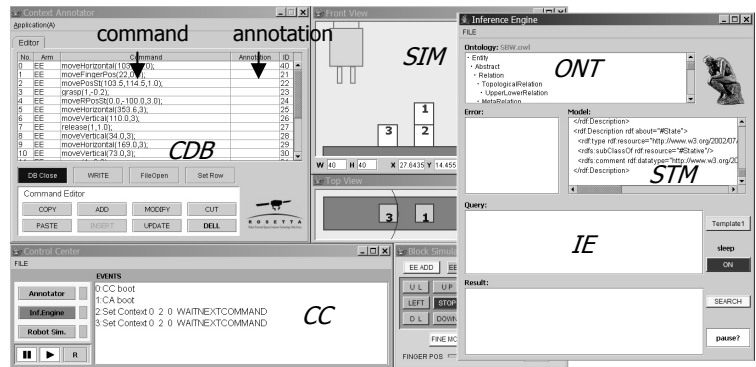 Context Annotator
Application(A)
command annotation
Editor
No. Arm Command Annotation ID
0 EE 40
1 EE moveFingerPos(22,0 21
2 EE movePosSt(103.5,114.5,1.0); 22
3 EE grasp(1,-0.2); 23
4 EE moveRPosSt(0.0,-100.0,3.0); 24
5 EE moveHorizontal(353.6,3); 25
6 EE moveVertical(110.0,3); 26
7 EE release(1,1.0); 27
8 EE moveVertical(34.0,3); 28
9 EE moveHorizontal(169.0,3); 29
10 EE moveVertical(73.0,3); 30
CDB
DB Close WRITE FileOpen Set Row
Command Editor
COPY ADD MODIFY CUT
PASTE INSERT UPDATE DELL
ROSETTA
Front View
SIM
1
3 2
W 40 H 40 X 27.6435 Y 14.455
Top View
3 1
Control Center
FILE
EVENTS
Annotator
Inf.Engine
Robot Sim.
R
0:CC boot
1:CA boot
2:Set Context 0 2 0 WAITNEXTCOMMAND
3:Set Context 0 2 0 WAITNEXTCOMMAND
CC
Block Simula
EE ADD EE
U L U P
LEFT STOP
D L DOWN
FINE MO
FINGER POS
Inference Engine
FILE
Ontology: SBW.owl
- Entity
- Abstract
- Relation
- TopologicalRelation
- UpperLowerRelation
- MetaRelation
ONT
Error:
Model:
</rdf:Description>
<rdf:Description rdf:about="#State">
<rdf:type rdf:resource="http://www.w3.org/2002/07/
<rdfs:subClassOf rdf:resource="#Stative"/>
<rdfs:comment rdf:datatype="http://www.w3.org/20
</rdf:Description>
STM
Query:
IE
Template1
sleep
ON
Result:
SEARCH
pause?